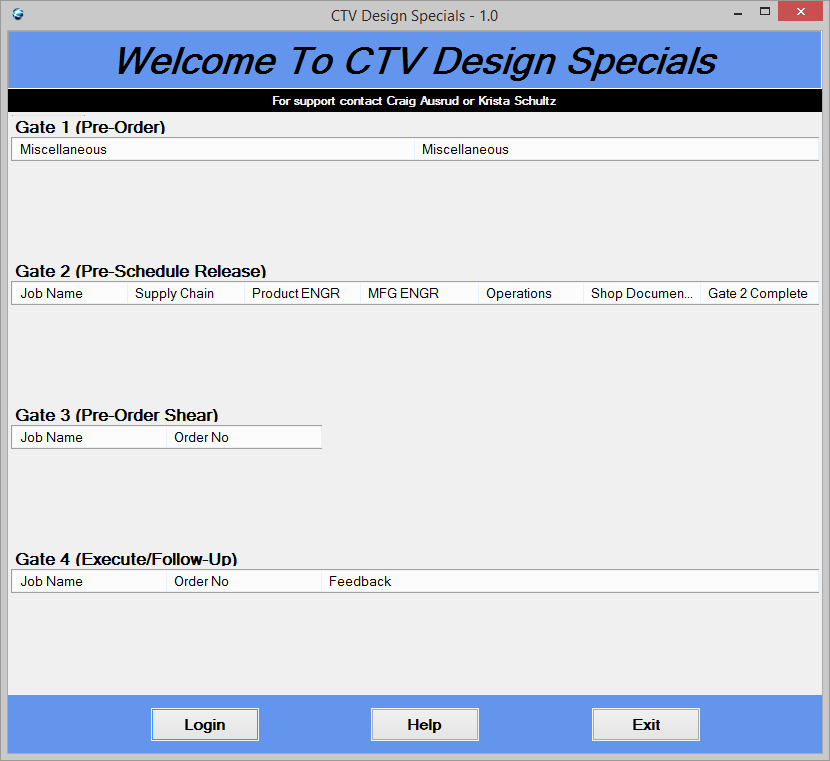 CTV Design Specials - 1.0
Welcome To CTV Design Specials
For support contact Craig Ausrud or Krista Schultz
Gate 1 (Pre-Order)
Miscellaneous Miscellaneous
Gate 2 (Pre-Schedule Release)
Job Name Supply Chain Product ENGR MFG ENGR Operations Shop Documen... Gate 2 Complete
Gate 3 (Pre-Order Shear)
Job Name Order No
Gate 4 (Execute/Follow-Up)
Job Name Order No Feedback
Login Help Exit